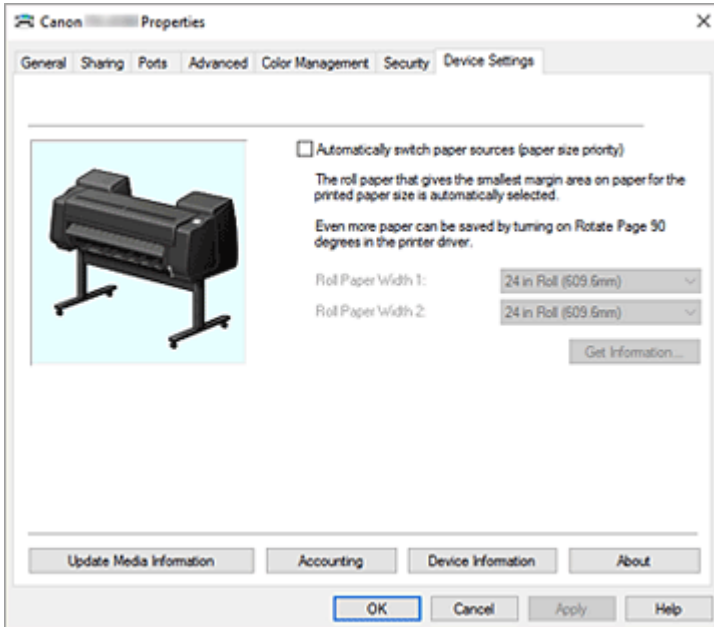 Canon Properties
General Sharing Ports Advanced Color Management Security Device Settings
Automatically switch paper sources (paper size priority)
The roll paper that gives the smallest margin area on paper for the
printed paper size is automatically selected.
Even more paper can be saved by turning on Rotate Page 90
degrees in the printer driver.
Roll Paper Width 1: 24 in Roll (609.6mm)
Roll Paper Width 2: 24 in Roll (609.6mm)
Get Information...
Update Media Information Accounting Device Information About
OK Cancel Apply Help